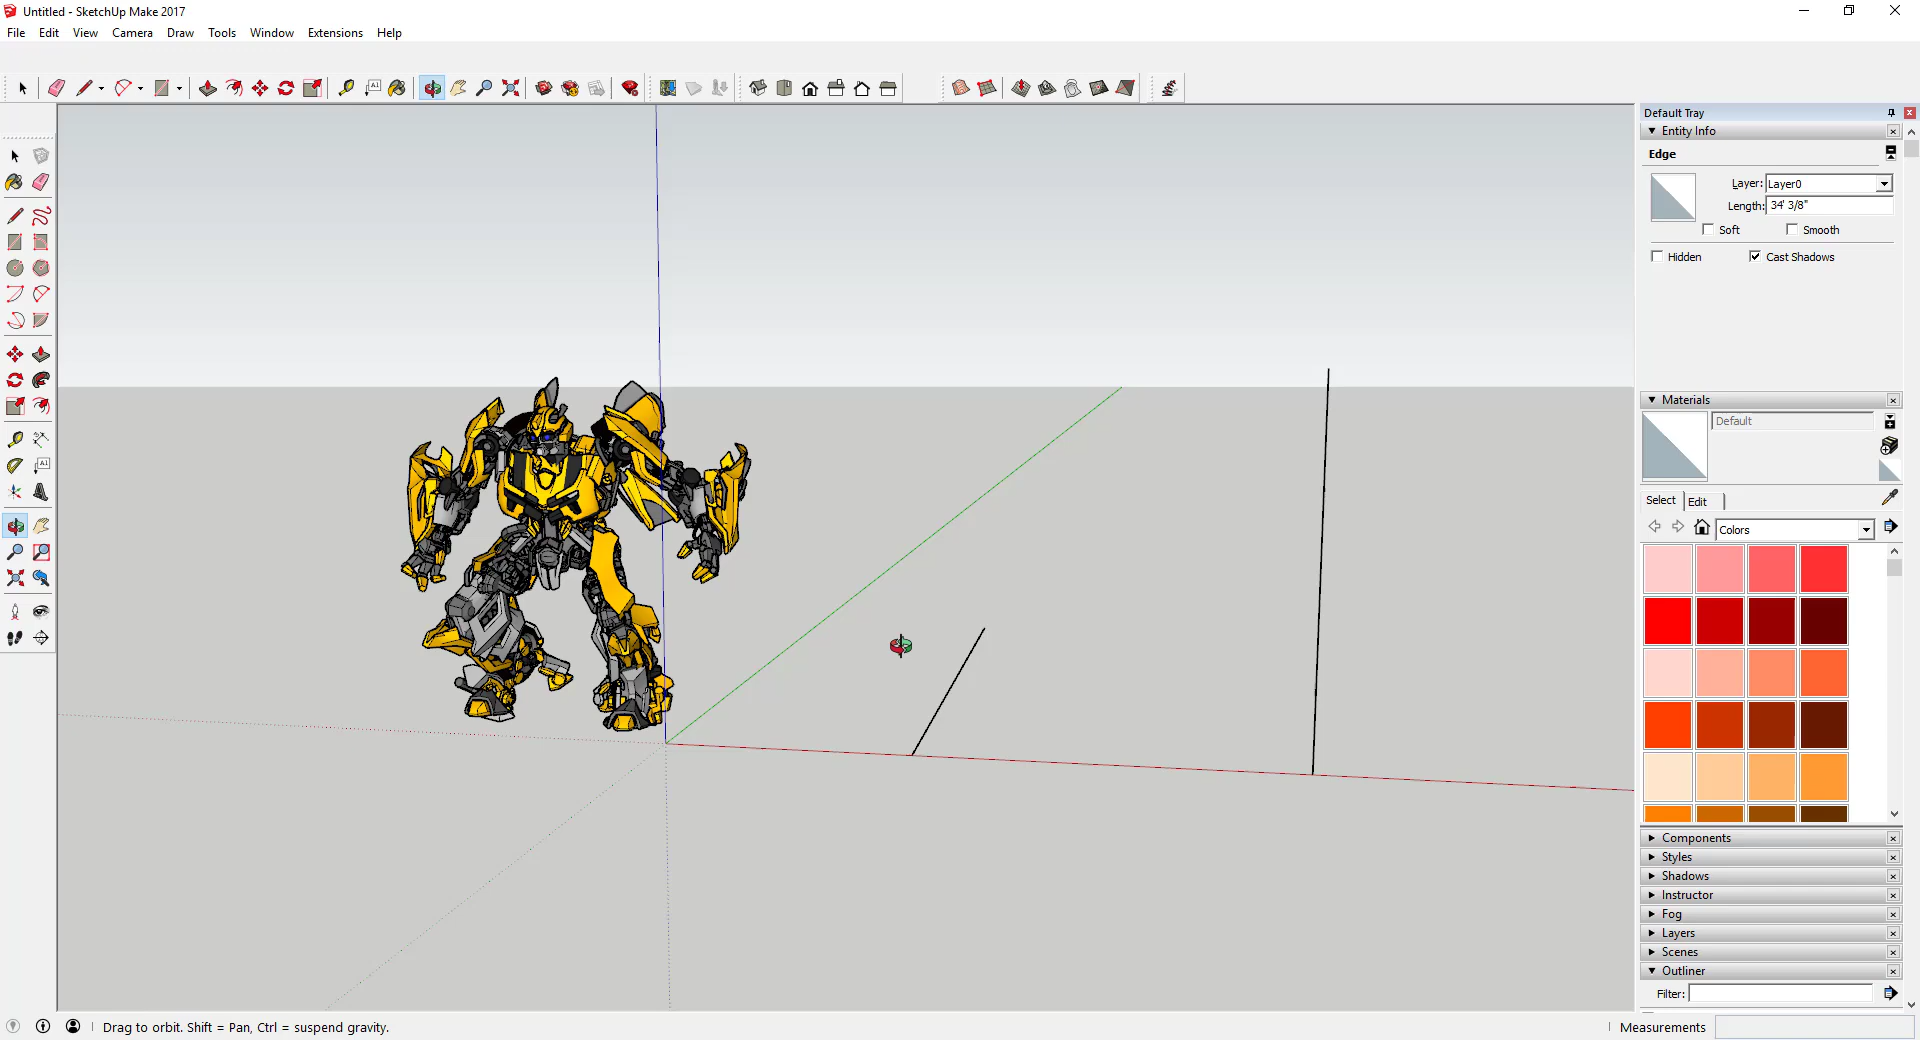 Untitled - SketchUp Make 2017
File Edit View Camera Draw Tools Window Extensions Help
Default Tray
Entity Info
Edge
Layer: Layer0
Length: 34' 3/8"
Soft Smooth
Hidden Cast Shadows
Materials
Default
Select Edit
Colors
Components
Styles
Shadows
Instructor
Fog
Layers
Scenes
Outliner
Filter:
Drag to orbit. Shift = Pan, Ctrl = suspend gravity.
Measurements